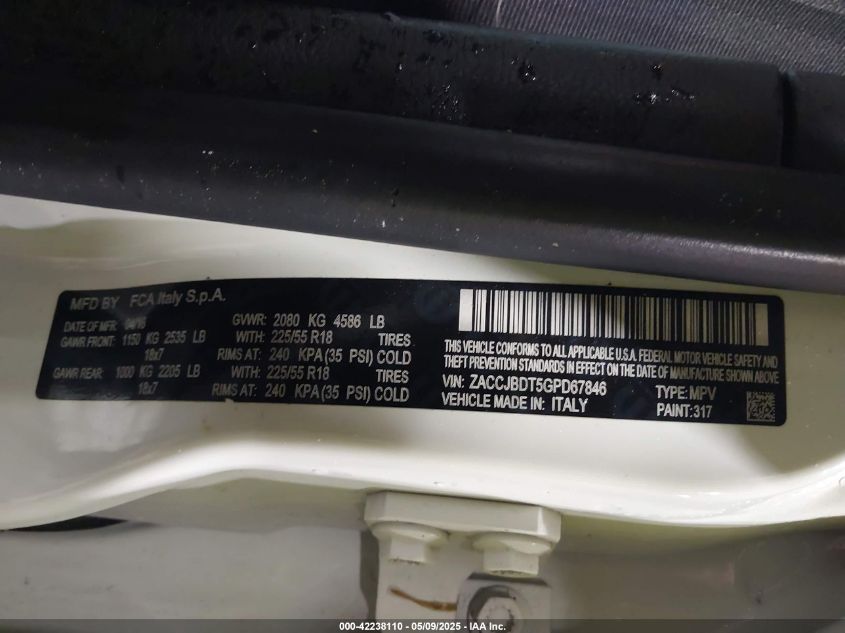 MFD BY FCA Italy S.p.A.
DATE OF MFR: 04/16 GVWR: 2080 KG 4586 LB
GAWR FRONT: 1150 KG 2535 LB WITH: 225/55 R18 TIRES
18x7 RIMS AT: 240 KPA(35 PSI) COLD
GAWR REAR: 1000 KG 2205 LB WITH: 225/55 R18 TIRES
18x7 RIMS AT: 240 KPA(35 PSI) COLD
THIS VEHICLE CONFORMS TO ALL APPLICABLE U.S.A. FEDERAL MOTOR VEHICLE SAFETY AND
THEFT PREVENTION STANDARDS IN EFFECT ON THE DATE OF MANUFACTURE SHOWN ABOVE
VIN: ZACCJBDT5GPD67846 TYPE: MPV
VEHICLE MADE IN: ITALY PAINT:317
000-42238110 - 05/09/2025 - IAA Inc.